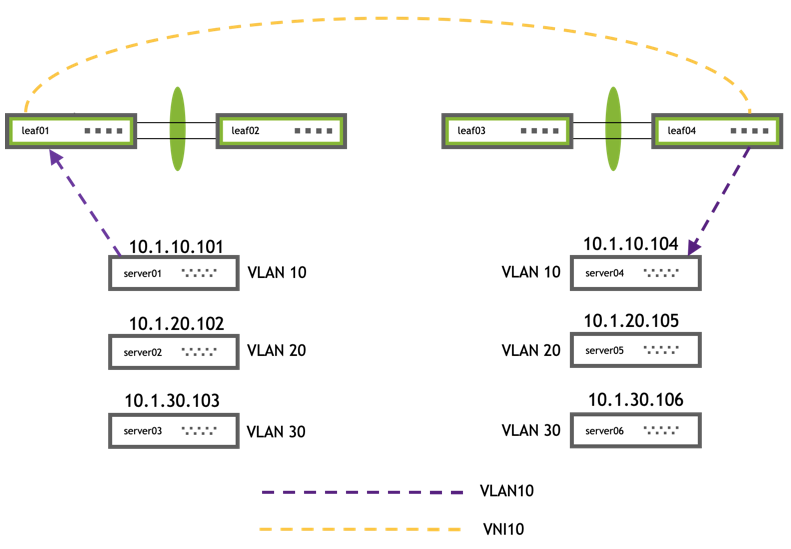 leaf01
leaf02
leaf03
leaf04
10.1.10.101
server01
VLAN 10
10.1.10.104
VLAN 10
server04
10.1.20.102
server02
VLAN 20
10.1.20.105
VLAN 20
server05
10.1.30.103
server03
VLAN 30
10.1.30.106
VLAN 30
server06
VLAN10
VNI10